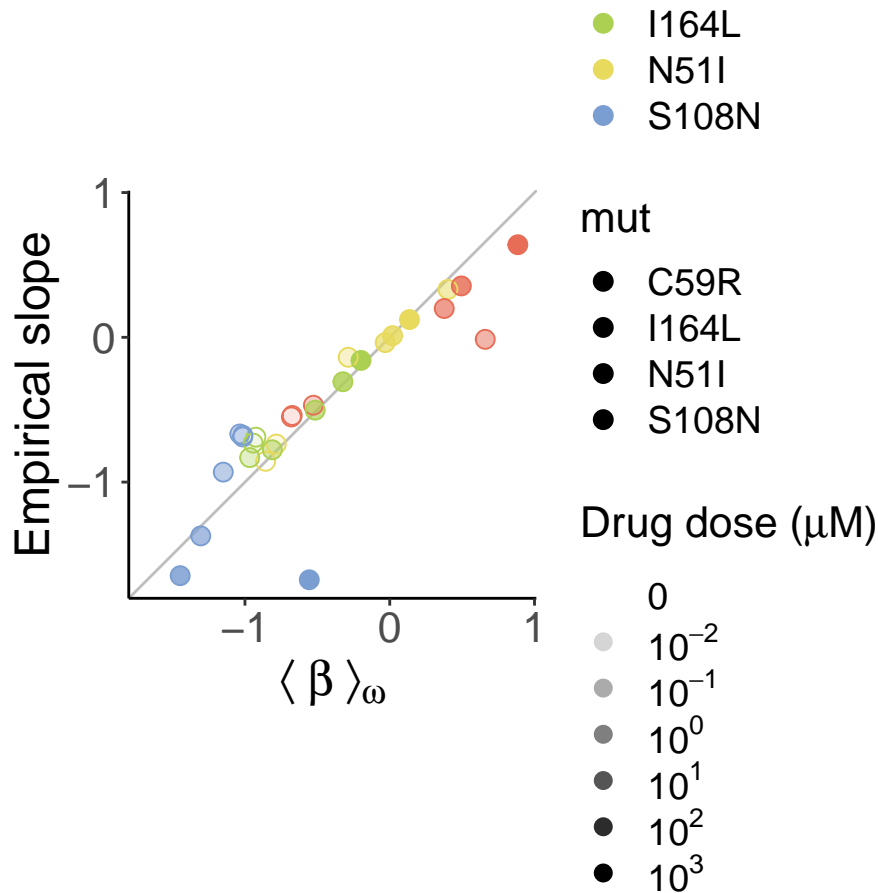 I164L
N51I
S108N
1
0
−1
Empirical slope
−1
0
1
⟨ β ⟩ω
mut
C59R
I164L
N51I
S108N
Drug dose (μM)
0
10⁻²
10⁻¹
10⁰
10¹
10²
10³